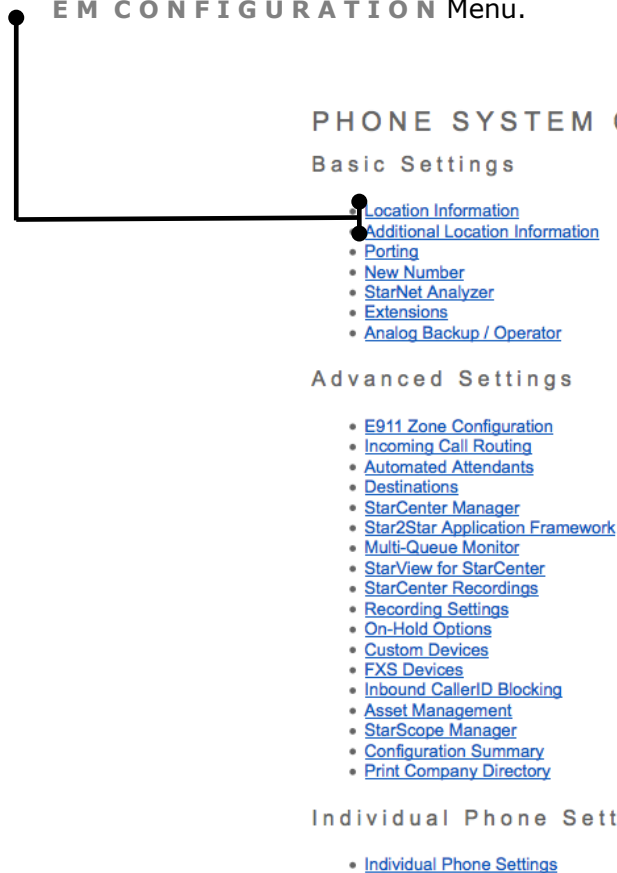 EM CONFIGURATION Menu.
PHONE SYSTEM
Basic Settings
Location Information
Additional Location Information
Porting
New Number
StarNet Analyzer
Extensions
Analog Backup / Operator
Advanced Settings
E911 Zone Configuration
Incoming Call Routing
Automated Attendants
Destinations
StarCenter Manager
Star2Star Application Framework
Multi-Queue Monitor
StarView for StarCenter
StarCenter Recordings
Recording Settings
On-Hold Options
Custom Devices
FXS Devices
Inbound CallerID Blocking
Asset Management
StarScope Manager
Configuration Summary
Print Company Directory
Individual Phone Sett
Individual Phone Settings